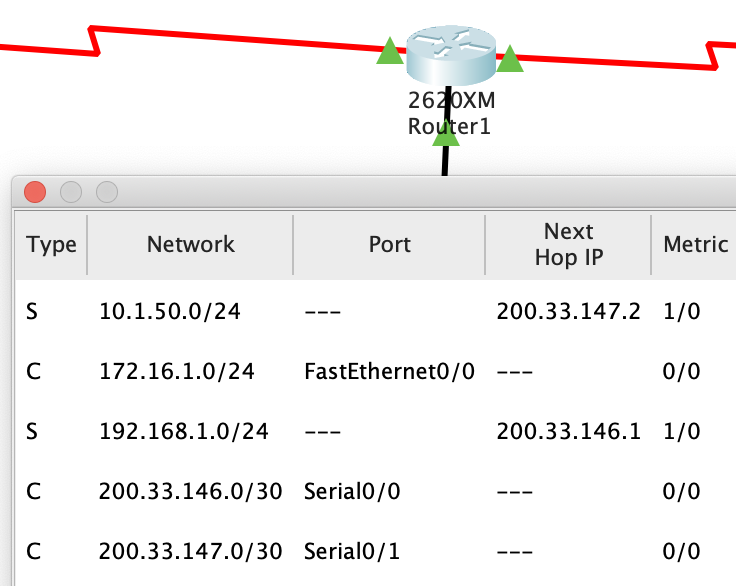 2620XM
Router1
Type Network Port Next Hop IP Metric
S 10.1.50.0/24 --- 200.33.147.2 1/0
C 172.16.1.0/24 FastEthernet0/0 --- 0/0
S 192.168.1.0/24 --- 200.33.146.1 1/0
C 200.33.146.0/30 Serial0/0 --- 0/0
C 200.33.147.0/30 Serial0/1 --- 0/0